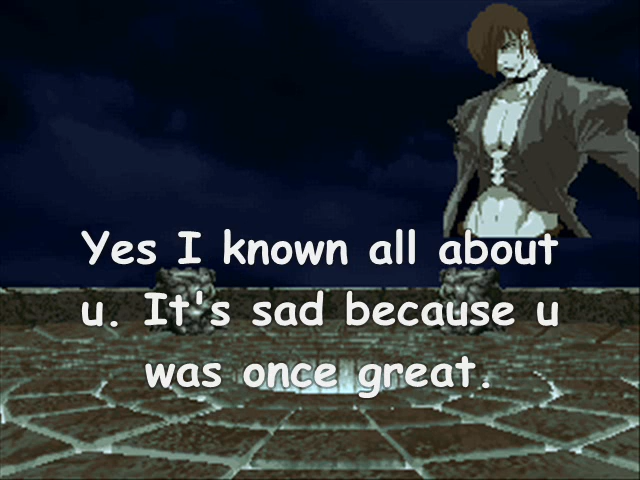 Yes I known all about
u. It's sad because u
was once great.